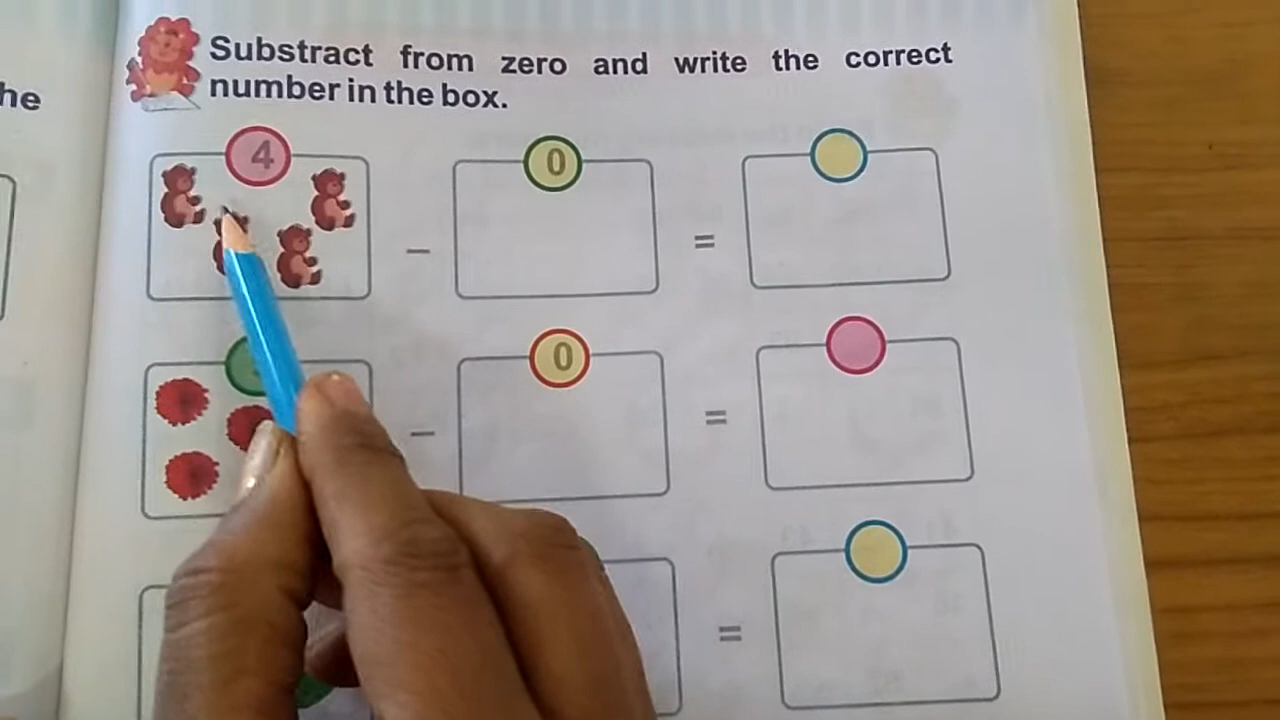 he
Substract from zero and write the correct
number in the box.
4 – 0 =
– 0 =
=